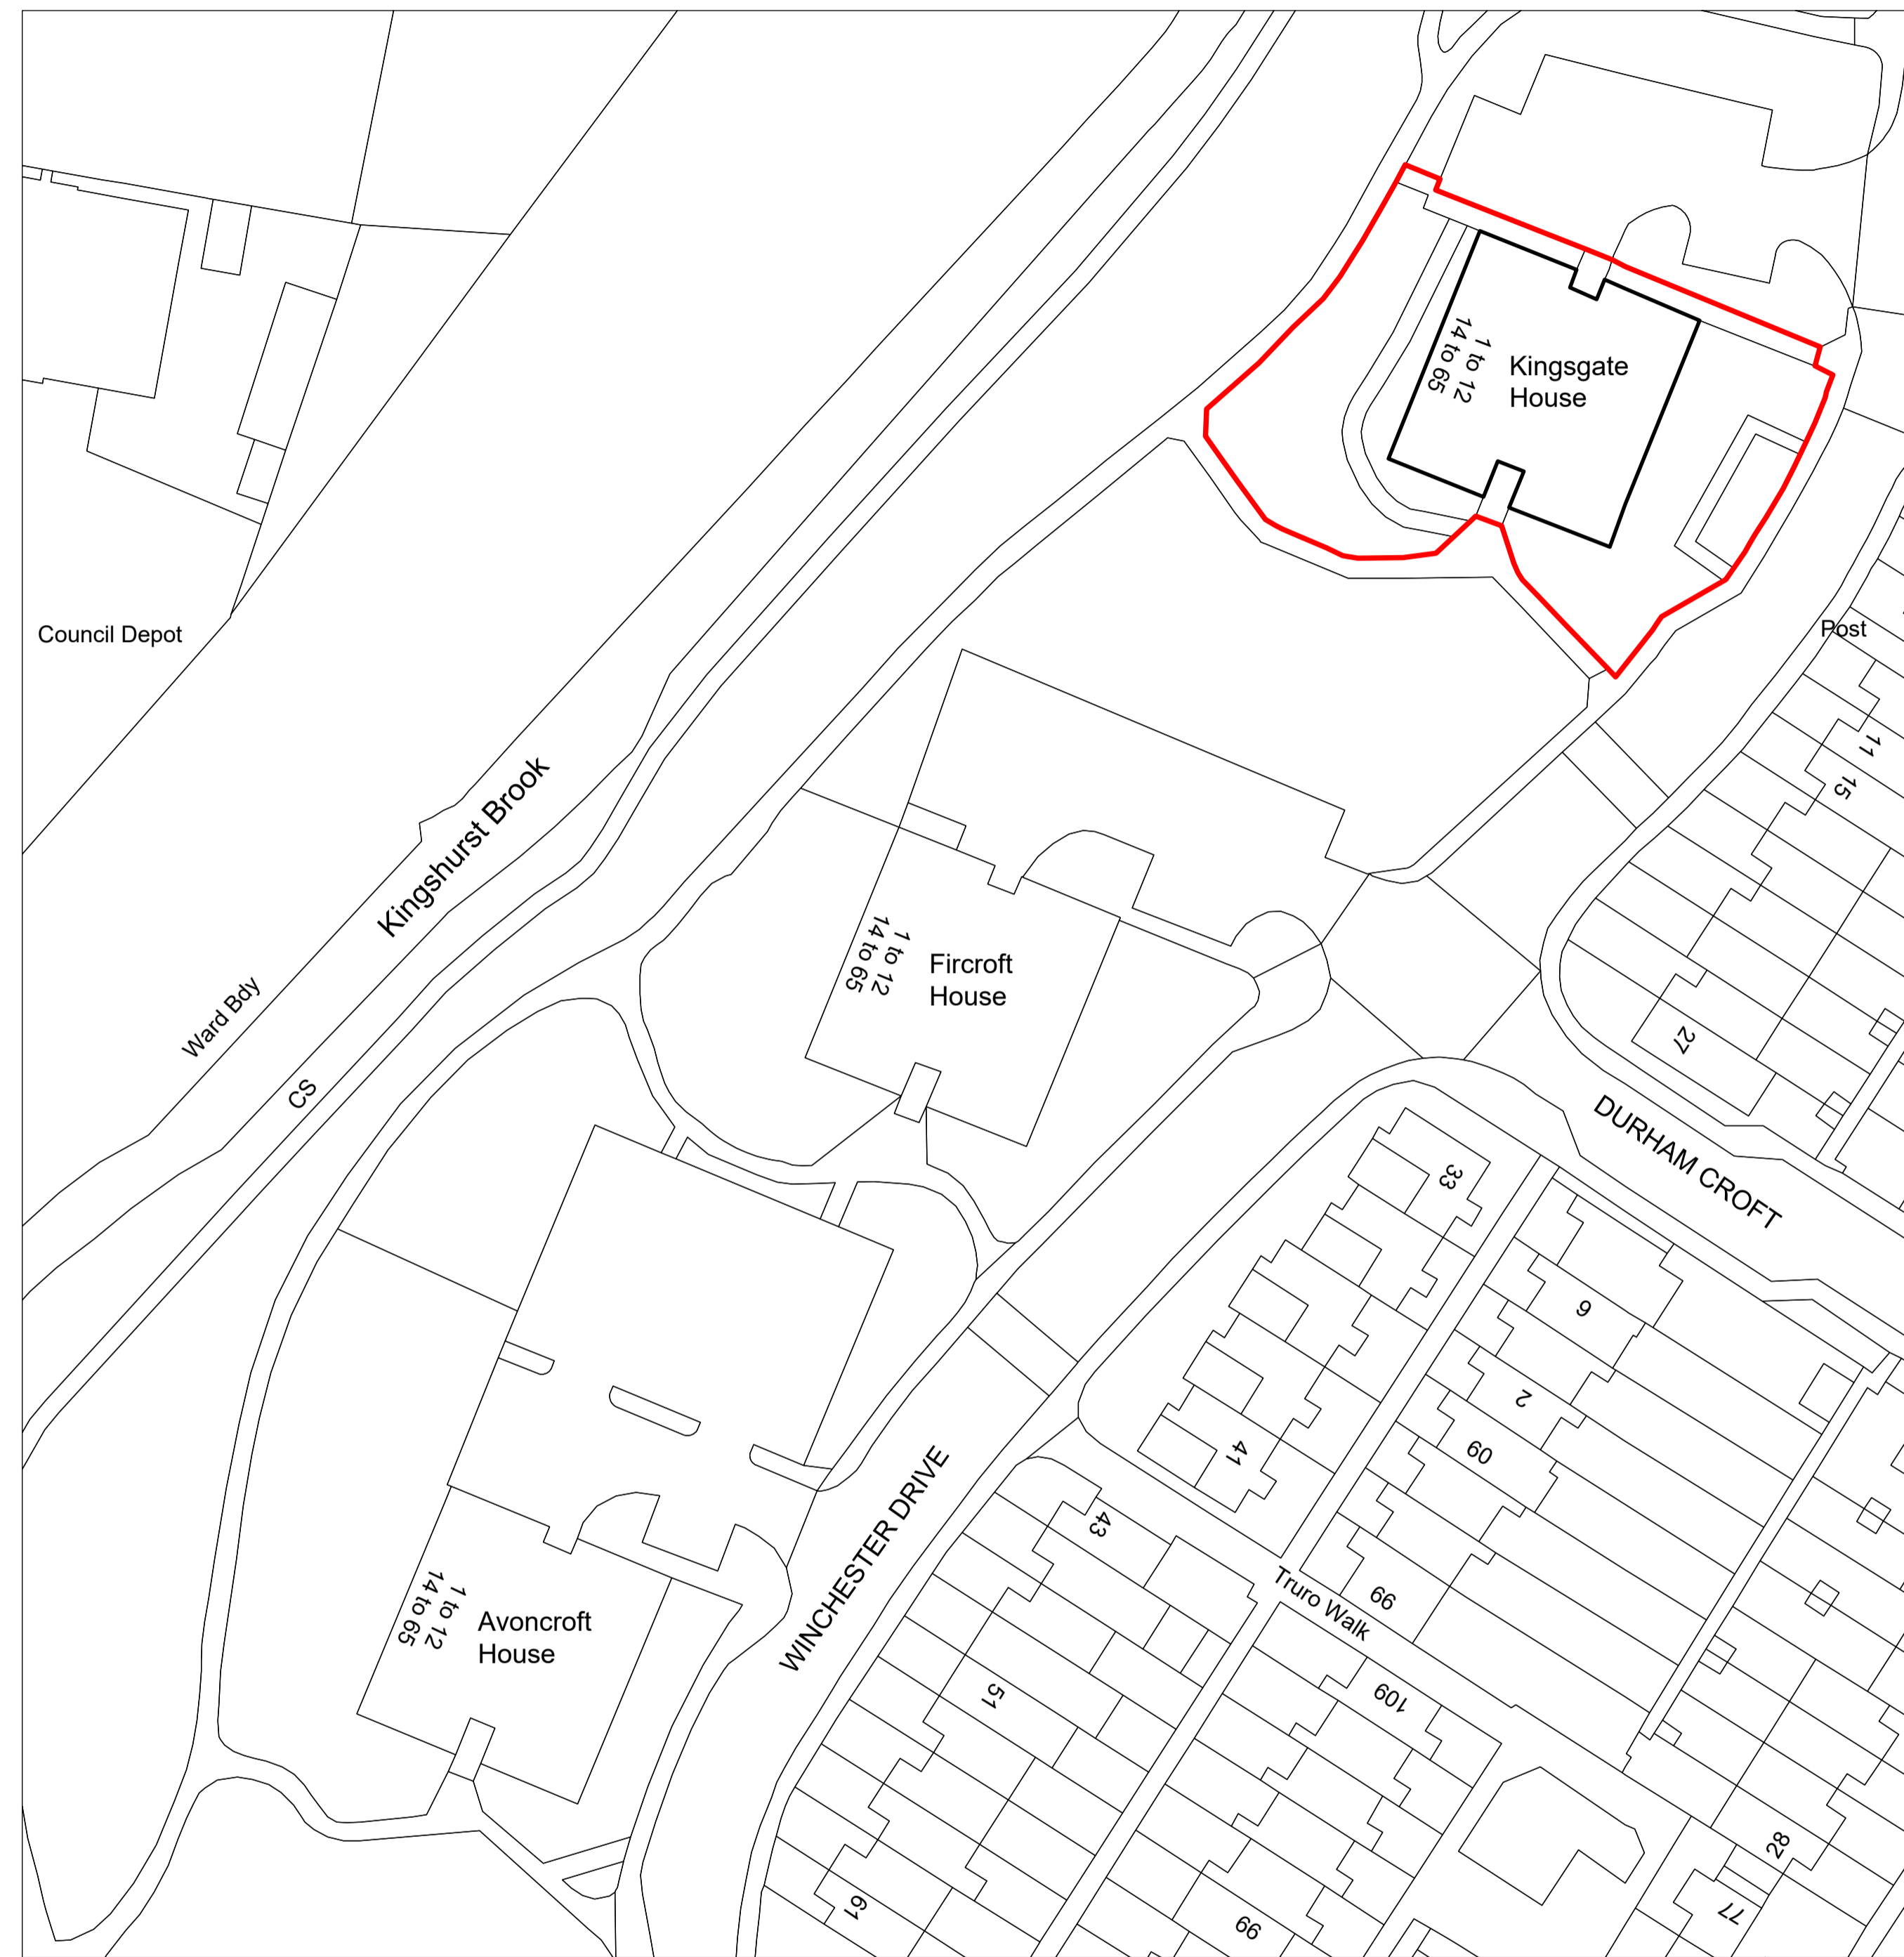 Kingsgate
House
1 to 12
14 to 65
Council Depot
Post
11
15
Kingshurst Brook
Ward Bdy
CS
Fircroft
House
1 to 12
14 to 65
27
DURHAM CROFT
33
6
2
60
41
66
WINCHESTER DRIVE
43
Truro Walk
Avoncroft
House
1 to 12
14 to 65
51
109
61
99
28
77